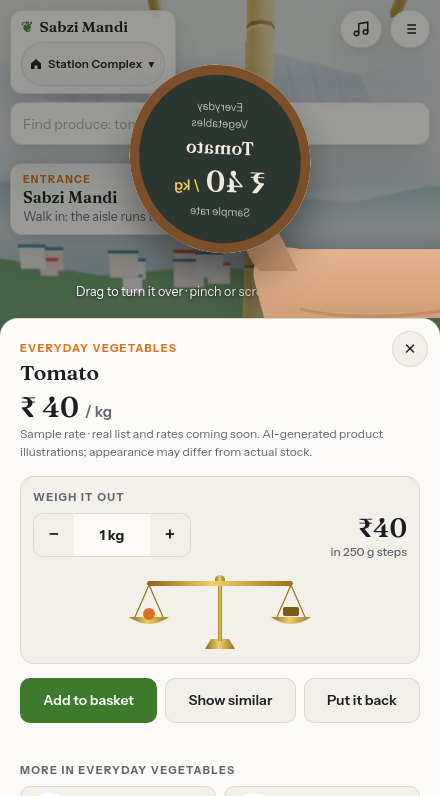 Sabzi Mandi
Station Complex ▾
Find produce: tom
Everyday
Vegetables
Tomato
₹ 40 / kg
Sample rate
ENTRANCE
Sabzi Mandi
Walk in: the aisle runs
Drag to turn it over · pinch or scr
EVERYDAY VEGETABLES
Tomato
₹ 40 / kg
Sample rate · real list and rates coming soon. AI-generated product
illustrations; appearance may differ from actual stock.
WEIGH IT OUT
− 1 kg +
₹40
in 250 g steps
Add to basket
Show similar
Put it back
MORE IN EVERYDAY VEGETABLES